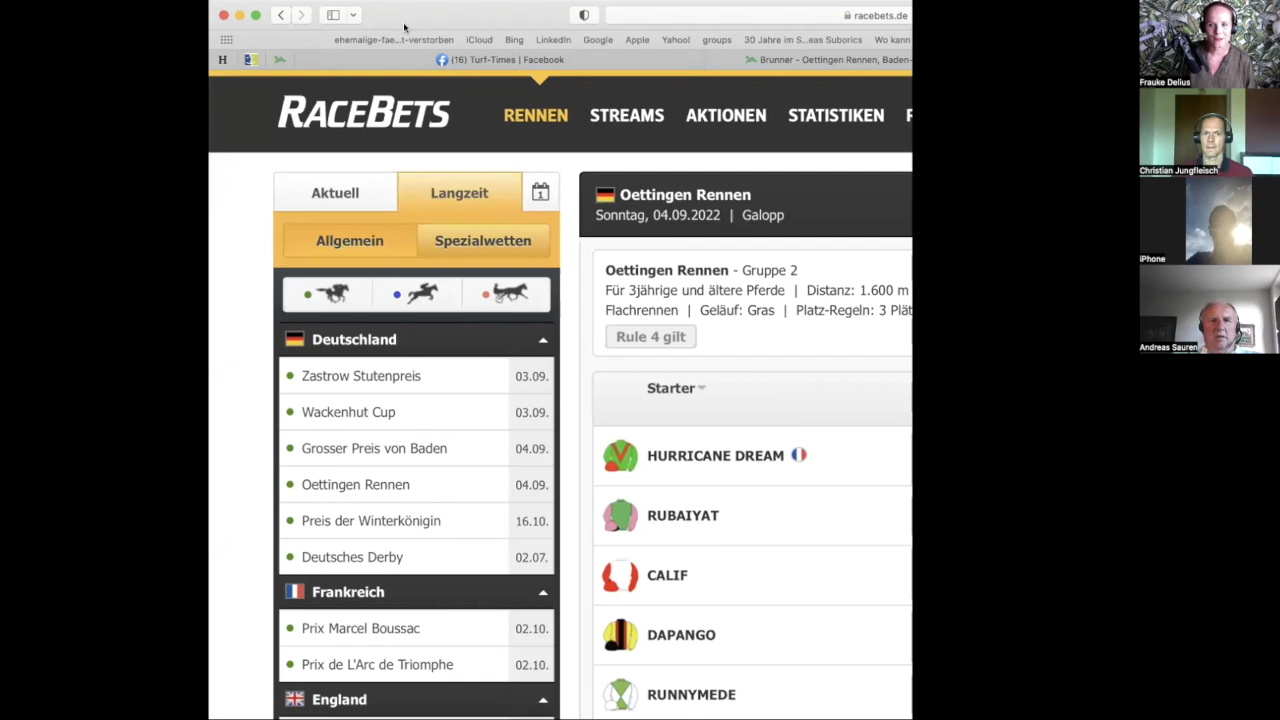 racebets.de
ehemalige-fae...t-verstorben iCloud Bing LinkedIn Google Apple Yahoo! groups 30 Jahre im S...eas Suborics Wo kann
H (16) Turf-Times | Facebook Brunner - Oettingen Rennen, Baden-
RACEBETS RENNEN STREAMS AKTIONEN STATISTIKEN
Aktuell Langzeit 1
Allgemein Spezialwetten
Deutschland
Zastrow Stutenpreis 03.09.
Wackenhut Cup 03.09.
Grosser Preis von Baden 04.09.
Oettingen Rennen 04.09.
Preis der Winterkönigin 16.10.
Deutsches Derby 02.07.
Frankreich
Prix Marcel Boussac 02.10.
Prix de L'Arc de Triomphe 02.10.
England
Oettingen Rennen
Sonntag, 04.09.2022 | Galopp
Oettingen Rennen - Gruppe 2
Für 3jährige und ältere Pferde | Distanz: 1.600 m
Flachrennen | Geläuf: Gras | Platz-Regeln: 3 Plät
Rule 4 gilt
Starter
HURRICANE DREAM
RUBAIYAT
CALIF
DAPANGO
RUNNYMEDE
Frauke Delius
Christian Jungfleisch
iPhone
Andreas Sauren